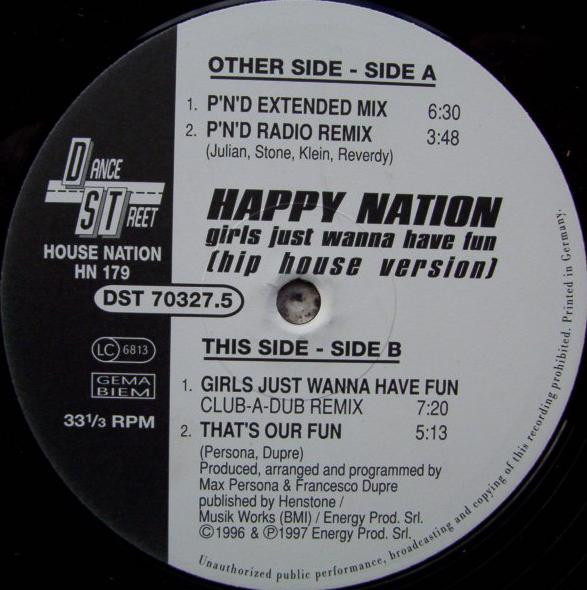 OTHER SIDE - SIDE A
1. P'N'D EXTENDED MIX 6:30
2. P'N'D RADIO REMIX 3:48
(Julian, Stone, Klein, Reverdy)
DANCE
STREET
HOUSE NATION
HN 179
DST 70327.5
HAPPY NATION
girls just wanna have fun
(hip house version)
LC 6813
GEMA
BIEM
33 1/3 RPM
THIS SIDE - SIDE B
1. GIRLS JUST WANNA HAVE FUN
CLUB-A-DUB REMIX 7:20
2. THAT'S OUR FUN 5:13
(Persona, Dupre)
Produced, arranged and programmed by
Max Persona & Francesco Dupre
published by Henstone /
Musik Works (BMI) / Energy Prod. Srl.
©1996 & ℗1997 Energy Prod. Srl.
Unauthorized public performance, broadcasting and copying of this recording prohibited. Printed in Germany.